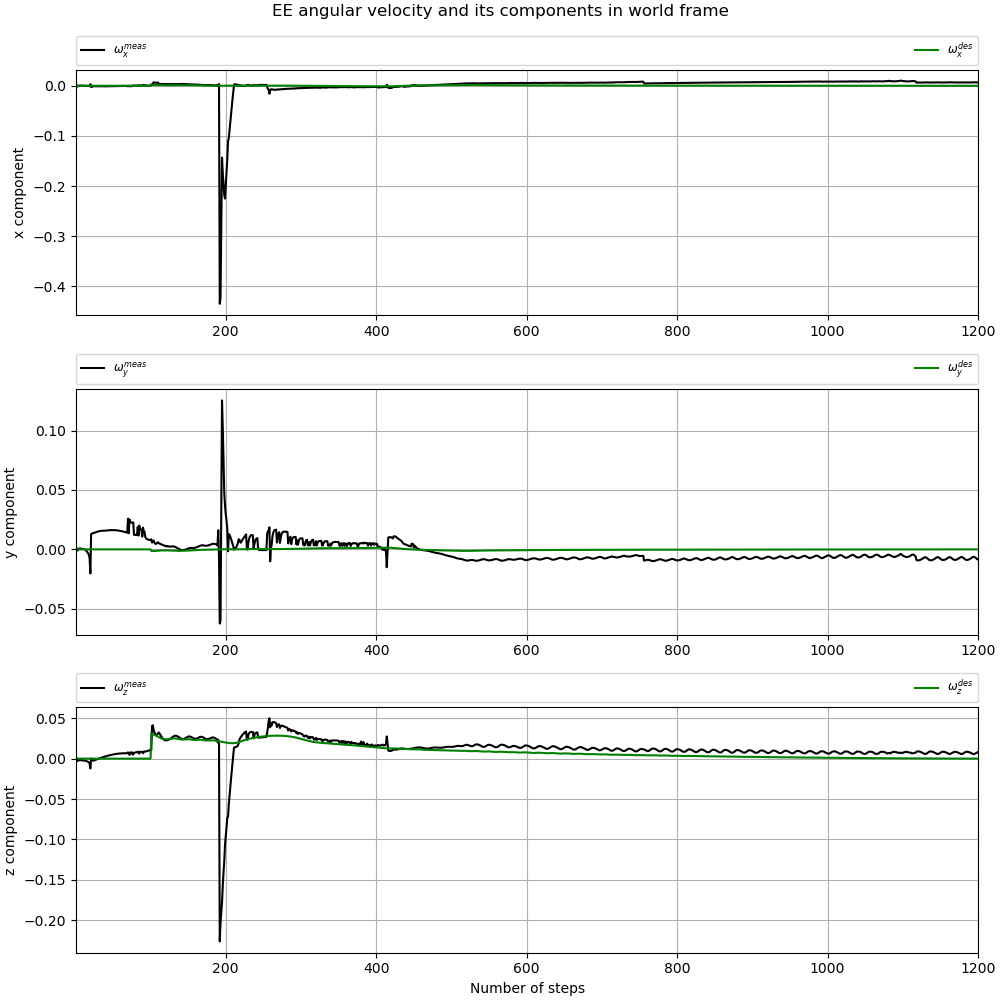 EE angular velocity and its components in world frame
ω_x^meas ω_x^des
0.0
−0.1
−0.2
−0.3
−0.4
x component
200 400 600 800 1000 1200
ω_y^meas ω_y^des
0.10
0.05
0.00
−0.05
y component
200 400 600 800 1000 1200
ω_z^meas ω_z^des
0.05
0.00
−0.05
−0.10
−0.15
−0.20
z component
200 400 600 800 1000 1200
Number of steps